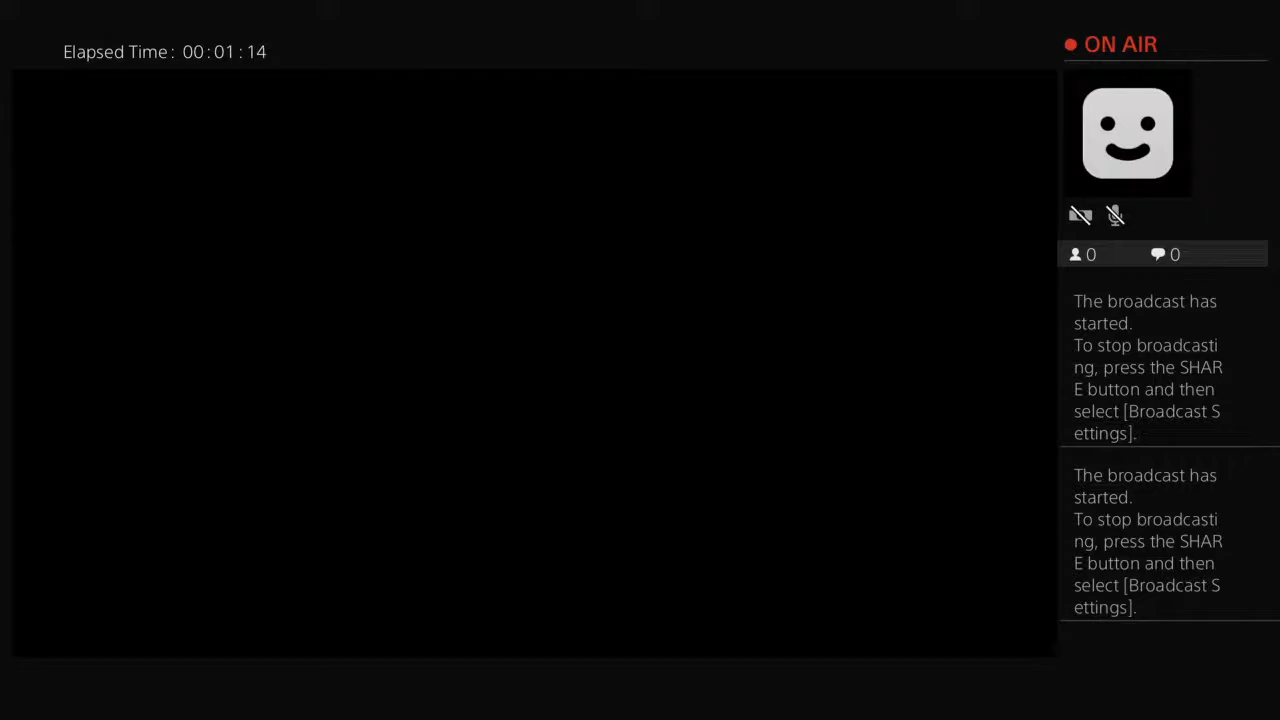 Elapsed Time: 00:01:14
ON AIR
0 0
The broadcast has
started.
To stop broadcasti
ng, press the SHAR
E button and then
select [Broadcast S
ettings].
The broadcast has
started.
To stop broadcasti
ng, press the SHAR
E button and then
select [Broadcast S
ettings].